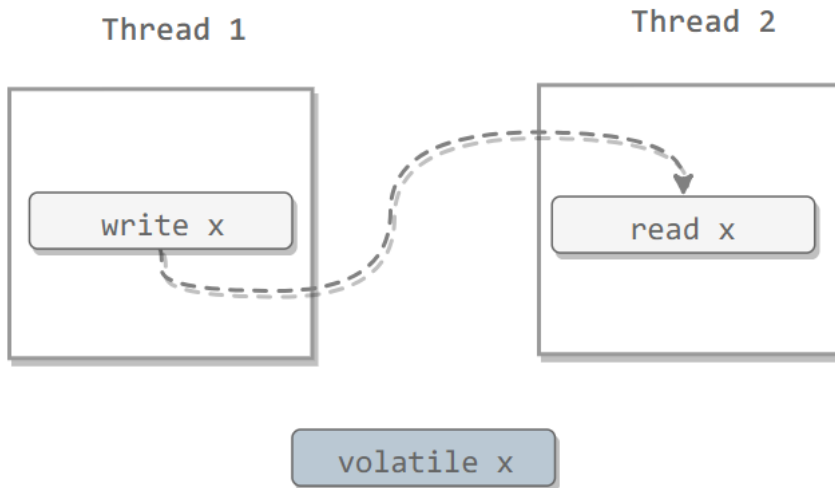 Thread 1
Thread 2
write x
read x
volatile x